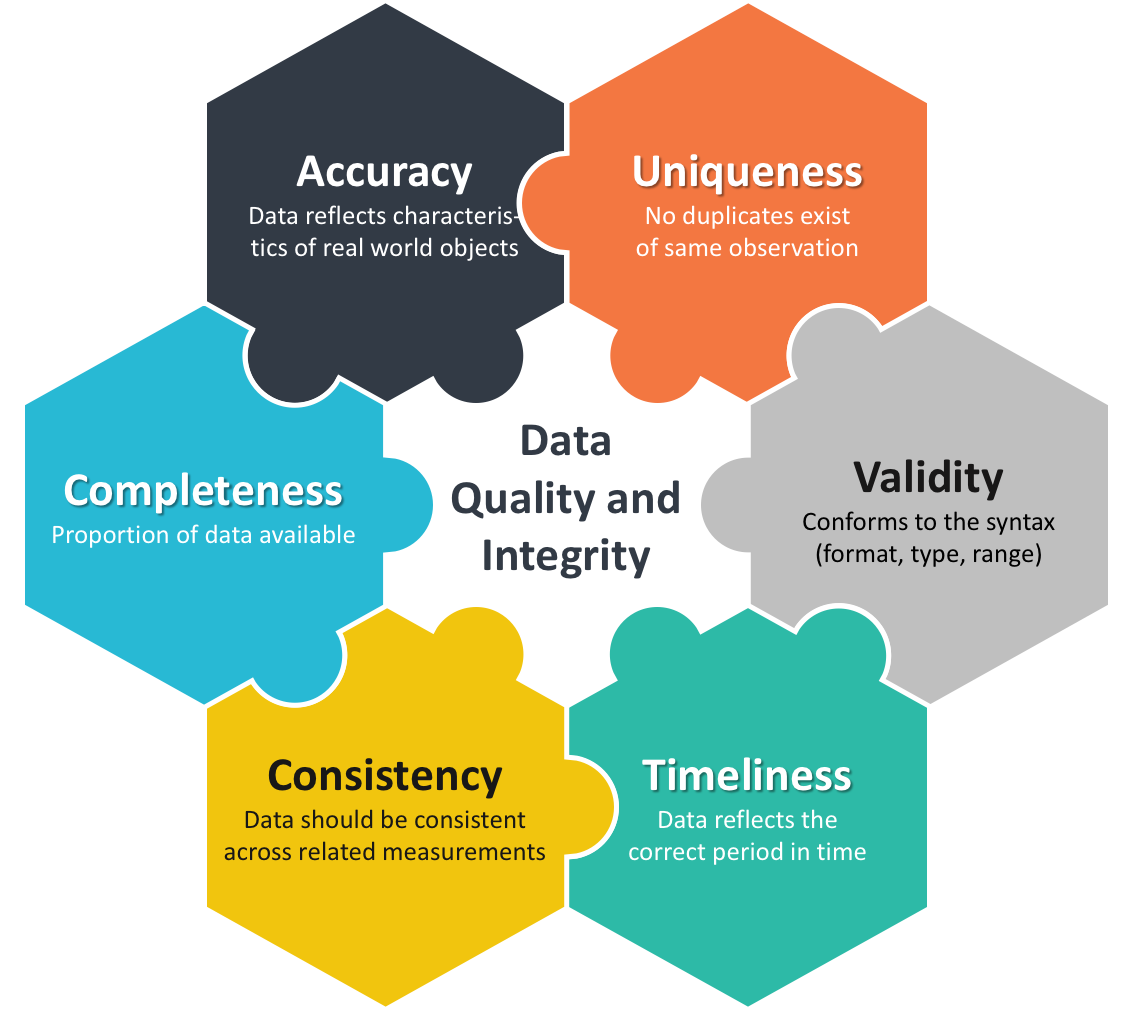 Accuracy
Data reflects characteris-
tics of real world objects
Uniqueness
No duplicates exist
of same observation
Completeness
Proportion of data available
Data
Quality and
Integrity
Validity
Conforms to the syntax
(format, type, range)
Consistency
Data should be consistent
across related measurements
Timeliness
Data reflects the
correct period in time